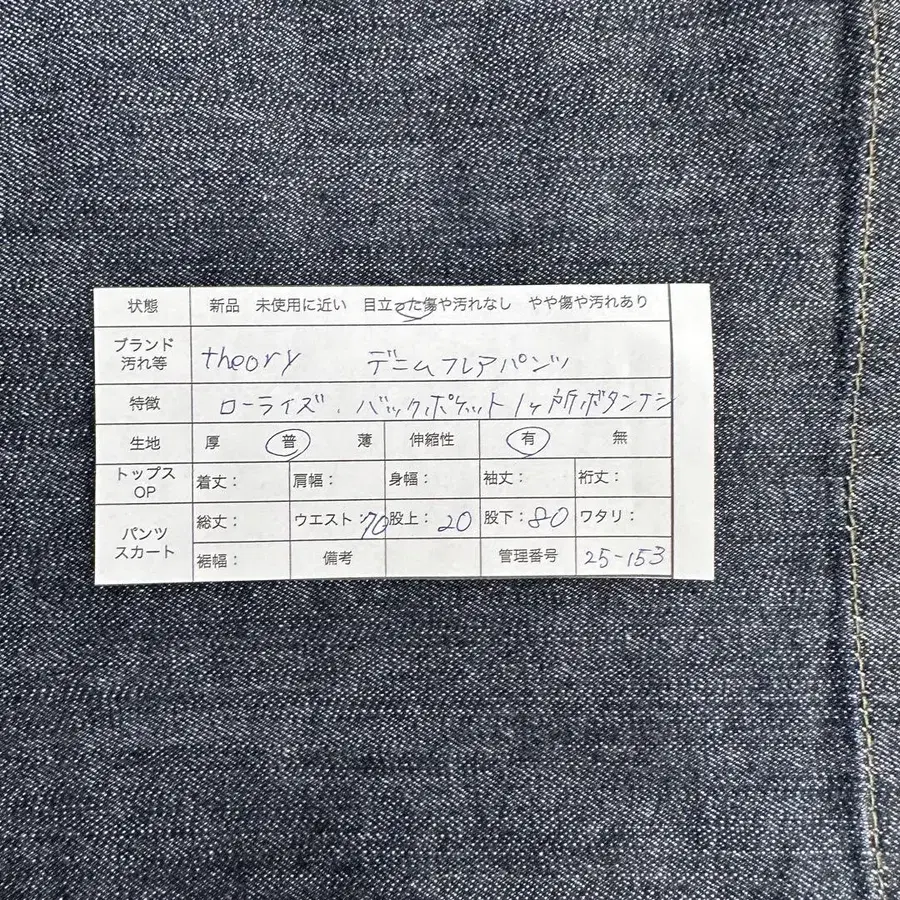 状態 新品 未使用に近い 目立った傷や汚れなし やや傷や汚れあり
ブランド 汚れ等 theory デニムフレアパンツ
特徴 ローライズ、バックポケット1ヶ所ボタンナシ
生地 厚 普 薄 伸縮性 有 無
トップス OP 着丈: 肩幅: 身幅: 袖丈: 裄丈:
パンツ スカート 総丈: ウエスト:70 股上:20 股下:80 ワタリ:
裾幅: 備考 管理番号 25-153